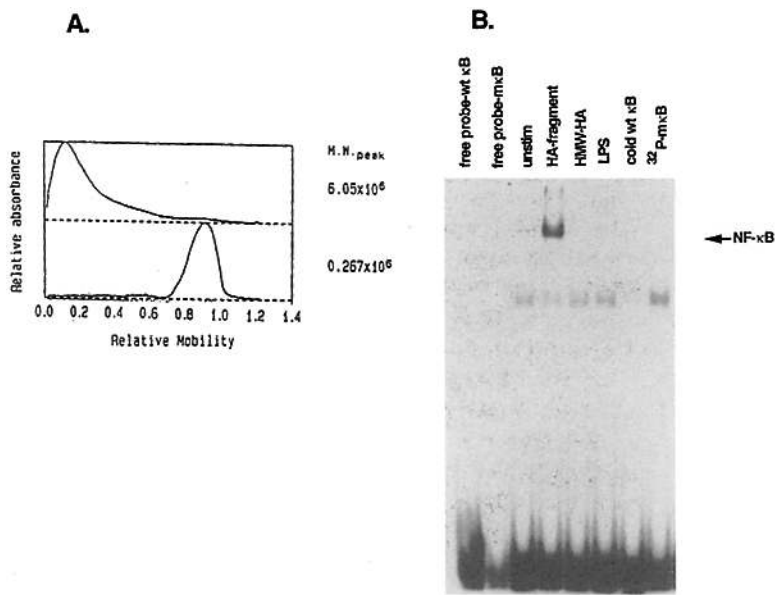 A.
Relative absorbance
M.W.peak
6.05x10⁶
0.267x10⁶
0.0 0.2 0.4 0.6 0.8 1.0 1.2 1.4
Relative Mobility
B.
free probe-wt κB
free probe-mκB
unstim
HA-fragment
HMW-HA
LPS
cold wt κB
³²P-mκB
NF-κB